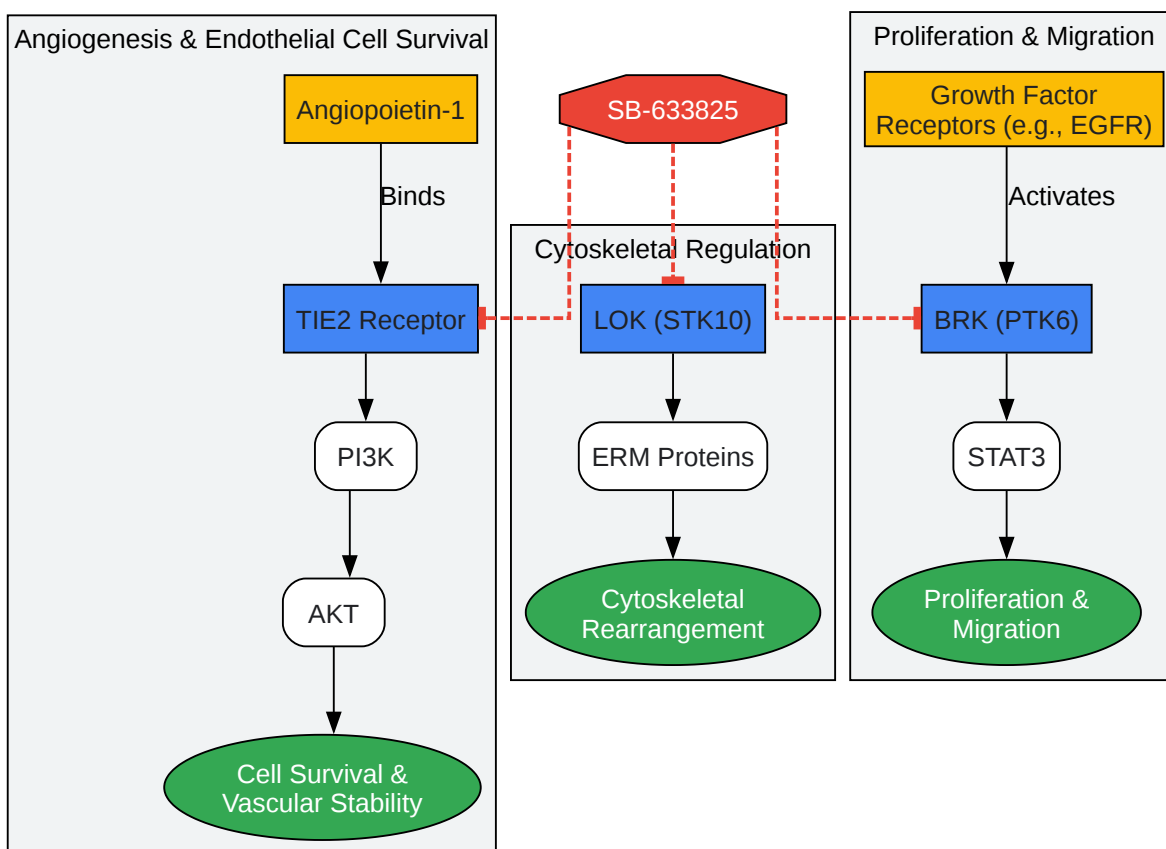 Angiogenesis & Endothelial Cell Survival
Angiopoietin-1
Binds
TIE2 Receptor
PI3K
AKT
Cell Survival &
Vascular Stability
SB-633825
Cytoskeletal Regulation
LOK (STK10)
ERM Proteins
Cytoskeletal
Rearrangement
Proliferation & Migration
Growth Factor
Receptors (e.g., EGFR)
Activates
BRK (PTK6)
STAT3
Proliferation &
Migration